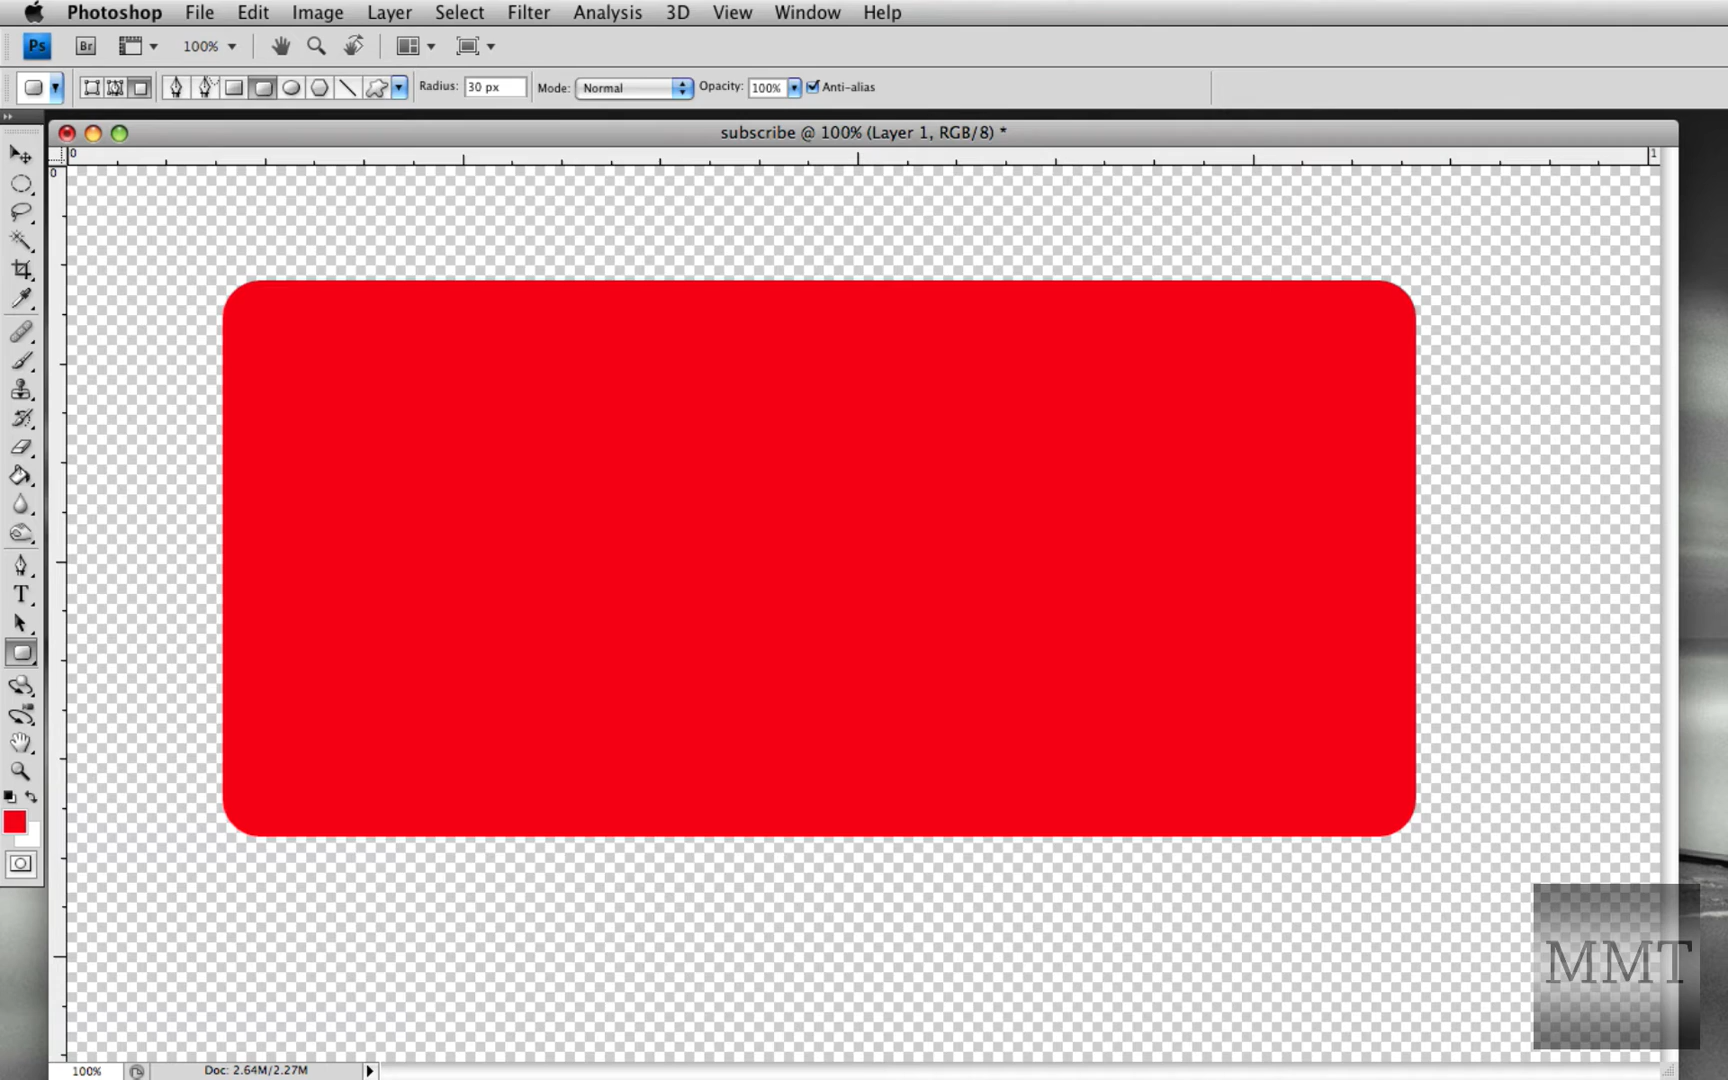 Photoshop File Edit Image Layer Select Filter Analysis 3D View Window Help
Ps Br 100%
Radius: 30 px Mode: Normal Opacity: 100% Anti-alias
subscribe @ 100% (Layer 1, RGB/8) *
0 1
0
T
MMT
100% Doc: 2.64M/2.27M